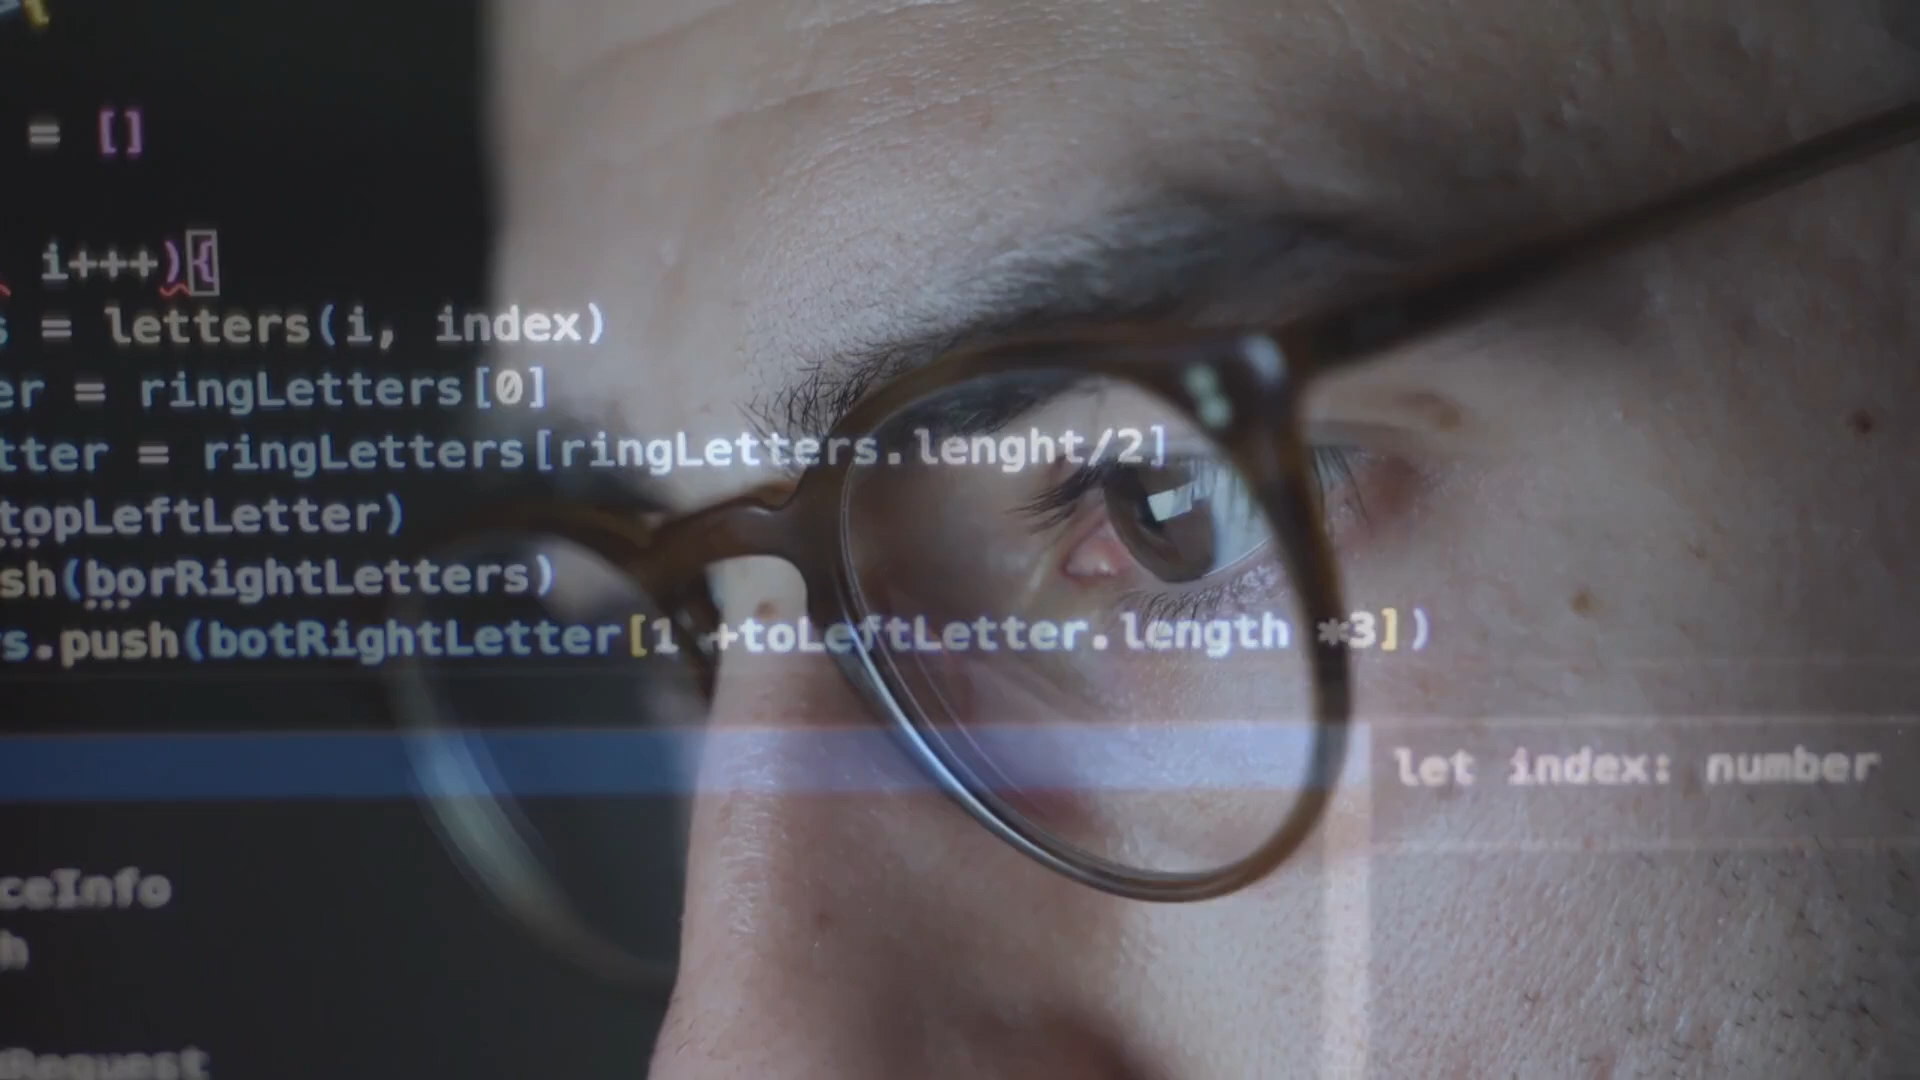 = []
i+++){
s = letters(i, index)
er = ringLetters[0]
tter = ringLetters[ringLetters.lenght/2]
topLeftLetter)
sh(borRightLetters)
s.push(botRightLetter[1 +toLeftLetter.length *3])
let index: number
ceInfo
h
Request